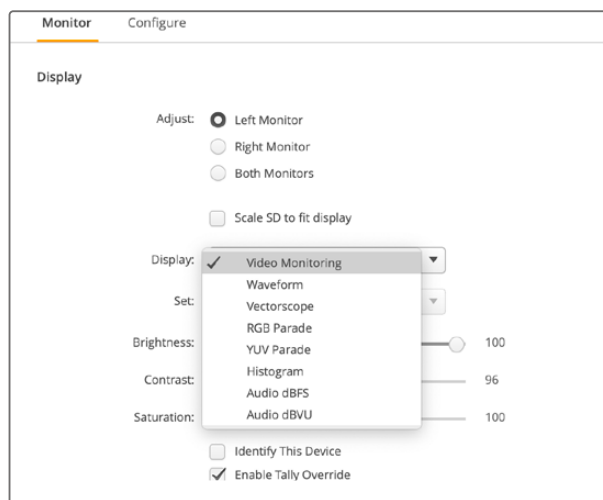 Monitor Configure
Display
Adjust: Left Monitor
Right Monitor
Both Monitors
Scale SD to fit display
Display: Video Monitoring
Waveform
Set: Vectorscope
RGB Parade
Brightness: YUV Parade 100
Histogram
Contrast: Audio dBFS 96
Saturation: Audio dBVU 100
Identify This Device
Enable Tally Override